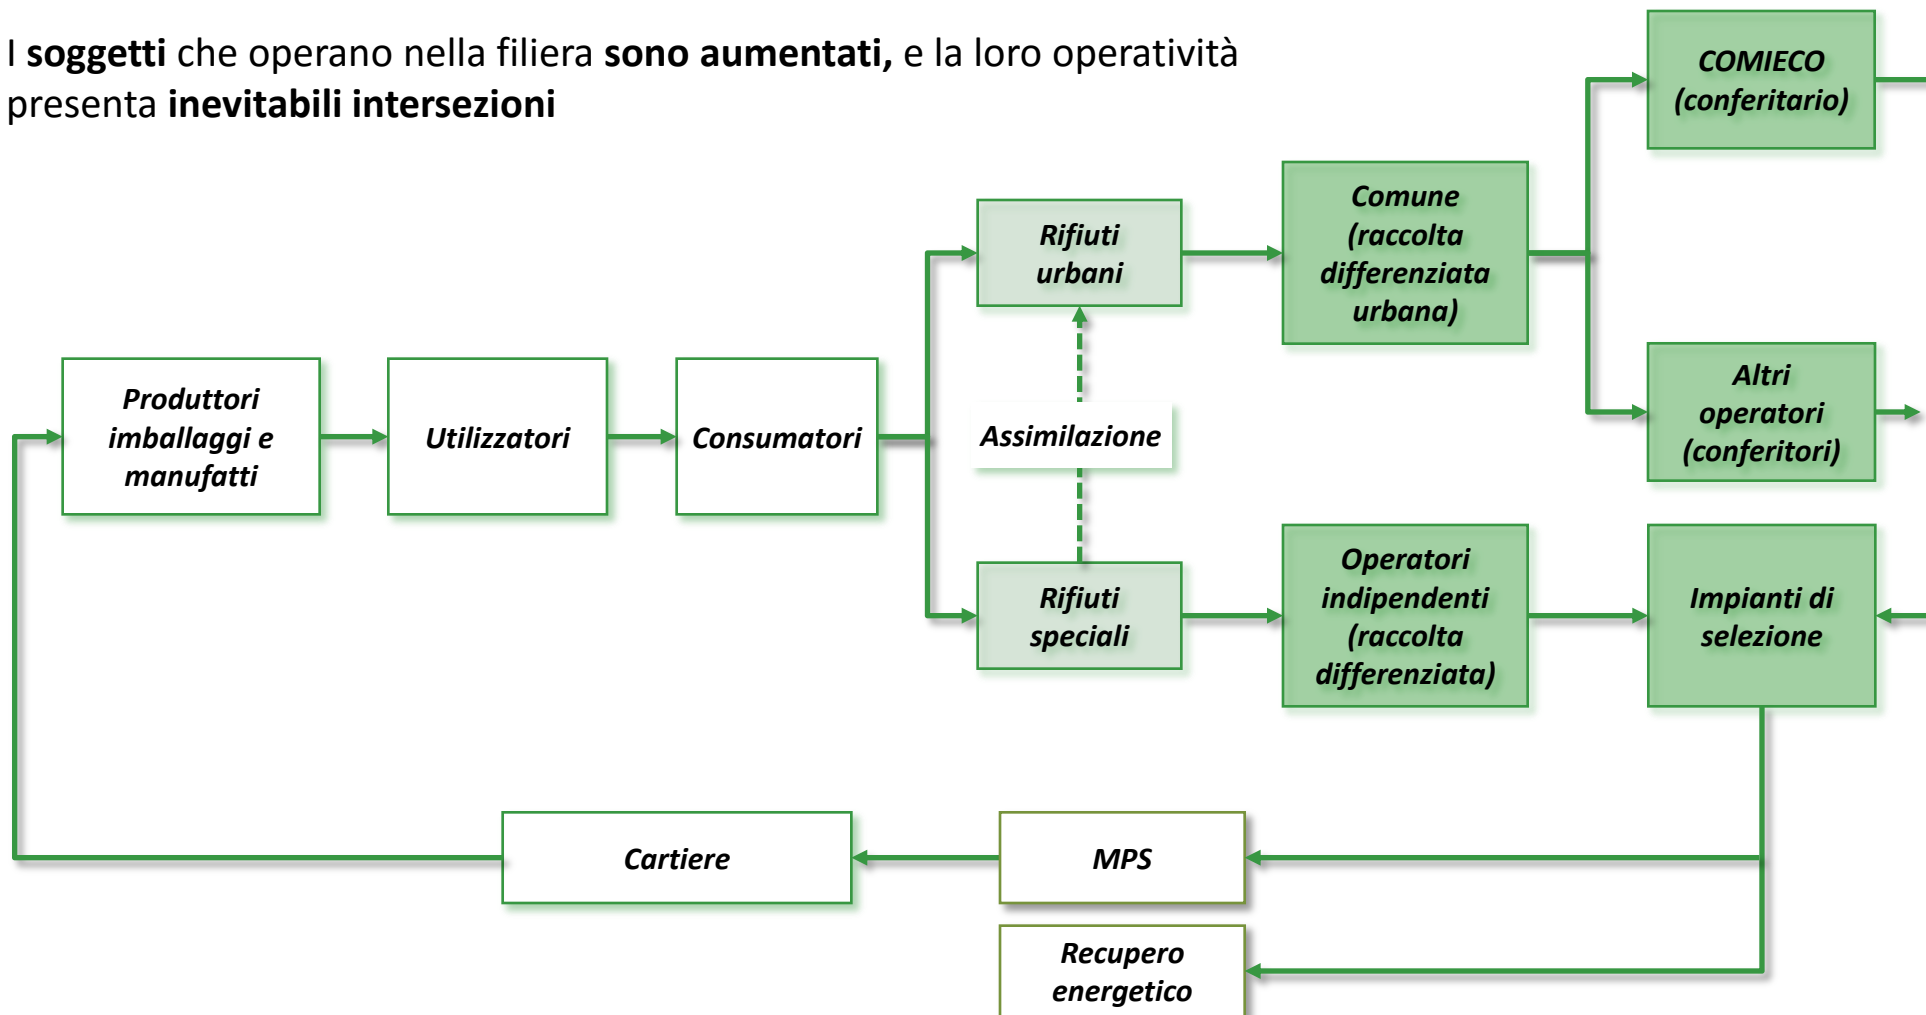 I soggetti che operano nella filiera sono aumentati, e la loro operatività
presenta inevitabili intersezioni
COMIECO
(conferitario)
Comune
(raccolta
differenziata
urbana)
Rifiuti
urbani
Altri
operatori
(conferitori)
Produttori
imballaggi e
manufatti
Utilizzatori
Consumatori
Assimilazione
Rifiuti
speciali
Operatori
indipendenti
(raccolta
differenziata)
Impianti di
selezione
Cartiere
MPS
Recupero
energetico